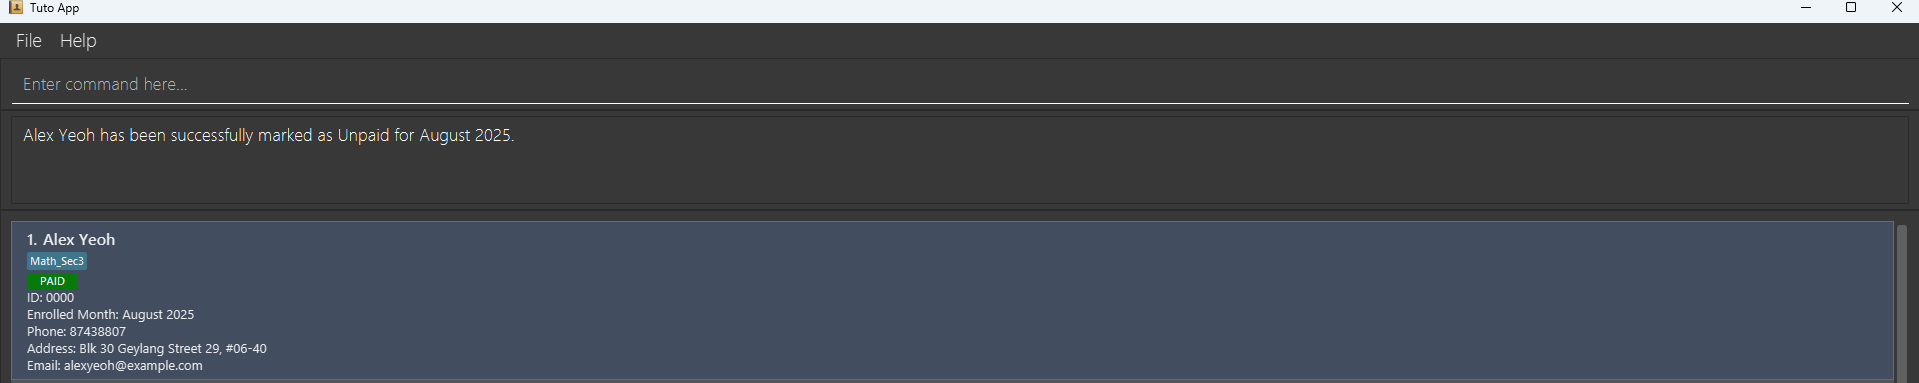 Tuto App
File Help
Enter command here...
Alex Yeoh has been successfully marked as Unpaid for August 2025.
1. Alex Yeoh
Math_Sec3
PAID
ID: 0000
Enrolled Month: August 2025
Phone: 87438807
Address: Blk 30 Geylang Street 29, #06-40
Email: alexyeoh@example.com